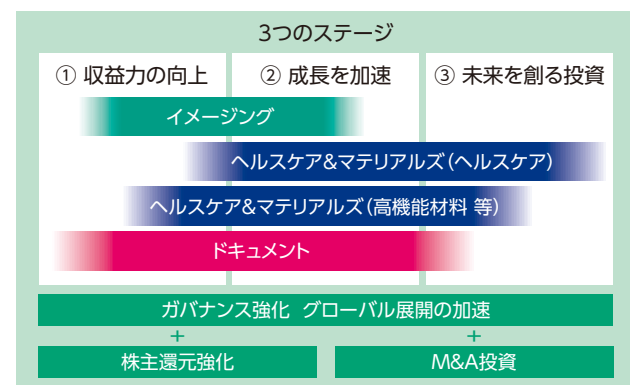 3つのステージ
① 収益力の向上
② 成長を加速
③ 未来を創る投資
イメージング
ヘルスケア&マテリアルズ(ヘルスケア)
ヘルスケア&マテリアルズ(高機能材料 等)
ドキュメント
ガバナンス強化 グローバル展開の加速
+ +
株主還元強化
M&A投資